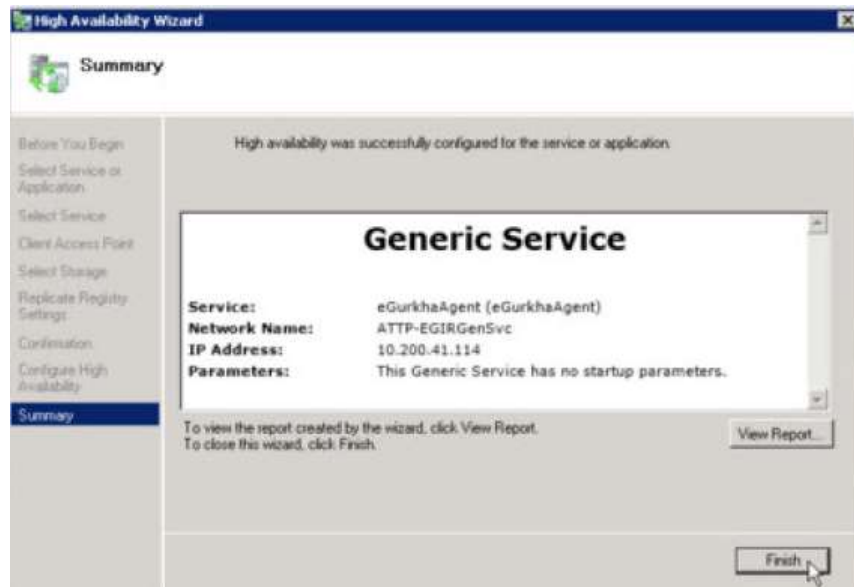 High Availability Wizard
Summary
Before You Begin
Select Service or
Application
Select Service
Client Access Point
Select Storage
Replicate Registry
Settings
Confirmation
Configure High
Availability
Summary
High availability was successfully configured for the service or application.
Generic Service
Service: eGurkhaAgent (eGurkhaAgent)
Network Name: ATTP-EGIRGenSvc
IP Address: 10.200.41.114
Parameters: This Generic Service has no startup parameters.
To view the report created by the wizard, click View Report.
To close this wizard, click Finish.
View Report...
Finish